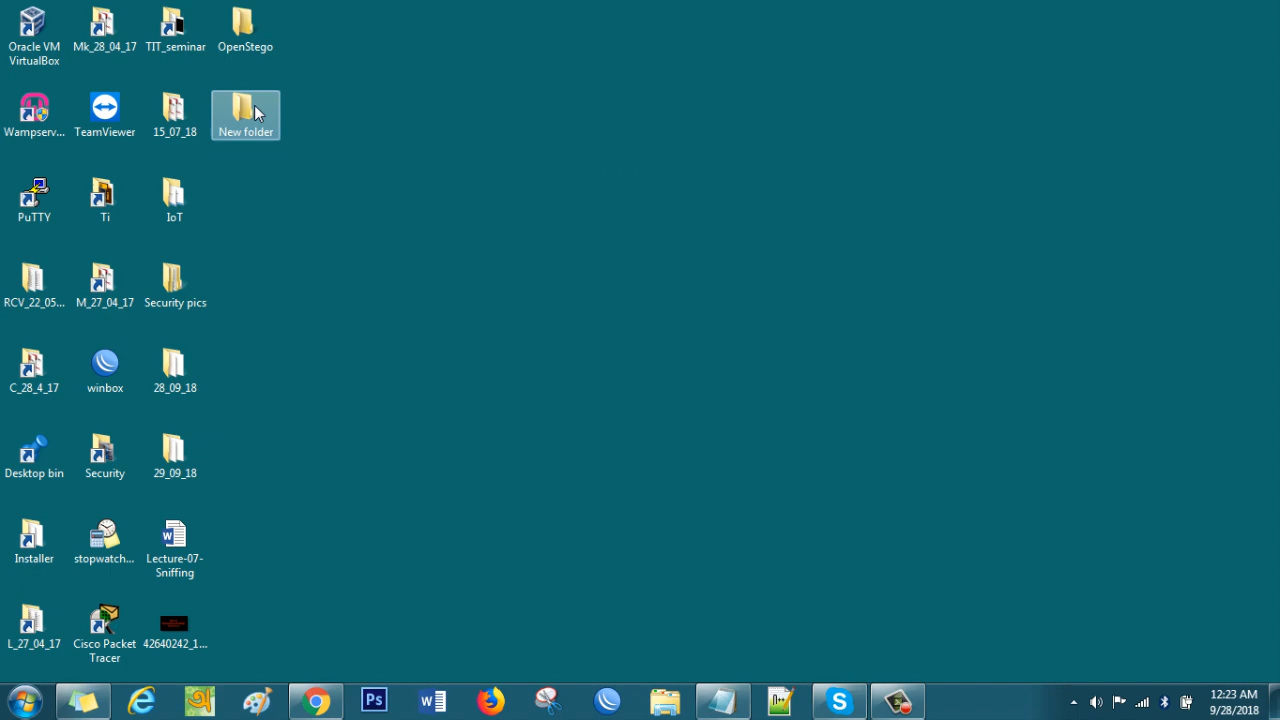 Oracle VM
VirtualBox
Mk_28_04_17
TIT_seminar
OpenStego
Wampserv...
TeamViewer
15_07_18
New folder
PuTTY
Ti
IoT
RCV_22_05...
M_27_04_17
Security pics
C_28_4_17
winbox
28_09_18
Desktop bin
Security
29_09_18
Installer
stopwatch...
Lecture-07-
Sniffing
L_27_04_17
Cisco Packet
Tracer
42640242_1...
Ps
12:23 AM
9/28/2018